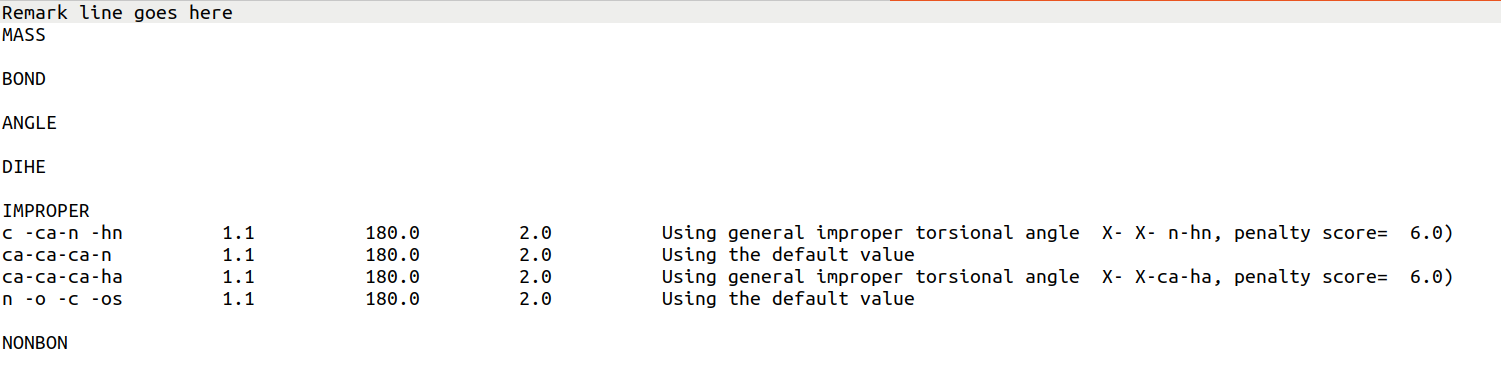 Remark line goes here
MASS
BOND
ANGLE
DIHE
IMPROPER
c -ca-n -hn         1.1          180.0         2.0          Using general improper torsional angle  X- X- n-hn, penalty score=  6.0)
ca-ca-ca-n          1.1          180.0         2.0          Using the default value
ca-ca-ca-ha         1.1          180.0         2.0          Using general improper torsional angle  X- X-ca-ha, penalty score=  6.0)
n -o -c -os         1.1          180.0         2.0          Using the default value
NONBON